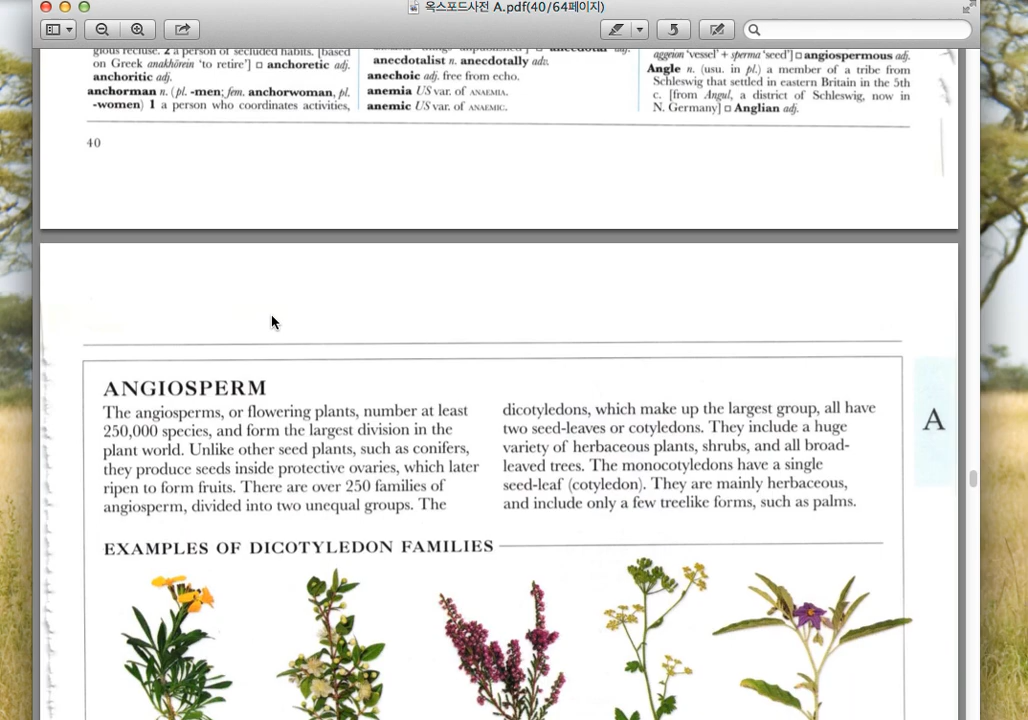 옥스포드사전 A.pdf(40/64페이지)
gious recluse. 2 a person of secluded habits. [based
on Greek anakhōrein ‘to retire’] □ anchoretic adj.
anchoritic adj.
anchorman n. (pl. -men; fem. anchorwoman, pl.
-women) 1 a person who coordinates activities,
anecdotalist n. anecdotally adv.
anechoic adj. free from echo.
anemia US var. of ANAEMIA.
anemic US var. of ANAEMIC.
aggeion ‘vessel’ + sperma ‘seed’] □ angiospermous adj.
Angle n. (usu. in pl.) a member of a tribe from
Schleswig that settled in eastern Britain in the 5th
c. [from Angul, a district of Schleswig, now in
N. Germany] □ Anglian adj.
40
ANGIOSPERM
The angiosperms, or flowering plants, number at least
250,000 species, and form the largest division in the
plant world. Unlike other seed plants, such as conifers,
they produce seeds inside protective ovaries, which later
ripen to form fruits. There are over 250 families of
angiosperm, divided into two unequal groups. The
dicotyledons, which make up the largest group, all have
two seed-leaves or cotyledons. They include a huge
variety of herbaceous plants, shrubs, and all broad-
leaved trees. The monocotyledons have a single
seed-leaf (cotyledon). They are mainly herbaceous,
and include only a few treelike forms, such as palms.
A
EXAMPLES OF DICOTYLEDON FAMILIES